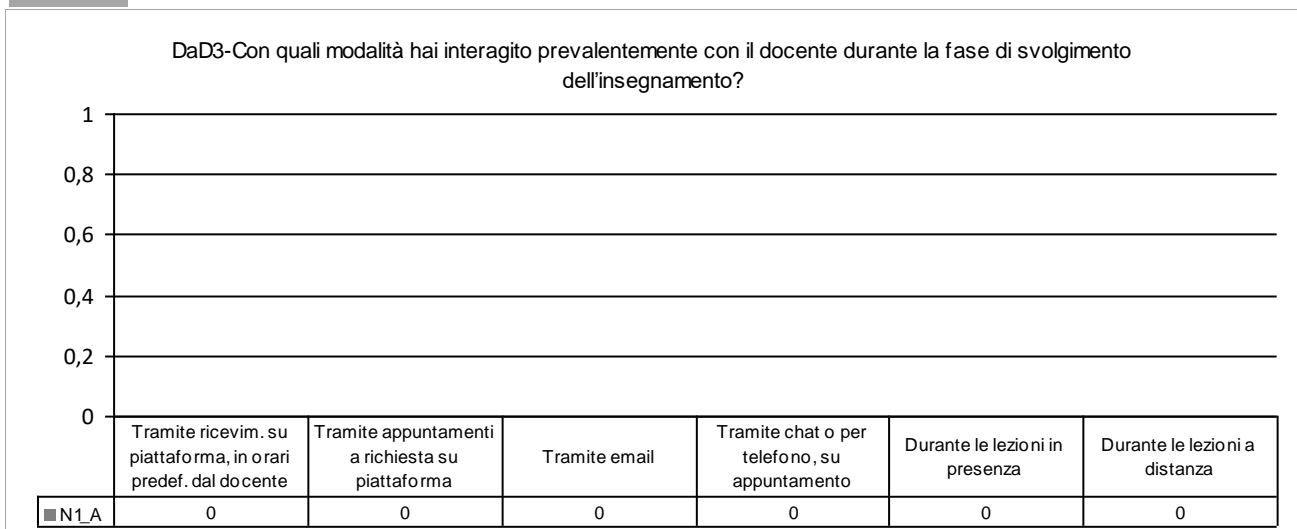 DaD3-Con quali modalità hai interagito prevalentemente con il docente durante la fase di svolgimento
dell'insegnamento?
1
0,8
0,6
0,4
0,2
0
Tramite ricevim. su
piattaforma, in orari
predef. dal docente
Tramite appuntamenti
a richiesta su
piattaforma
Tramite email
Tramite chat o per
telefono, su
appuntamento
Durante le lezioni in
presenza
Durante le lezioni a
distanza
N1_A 0 0 0 0 0 0